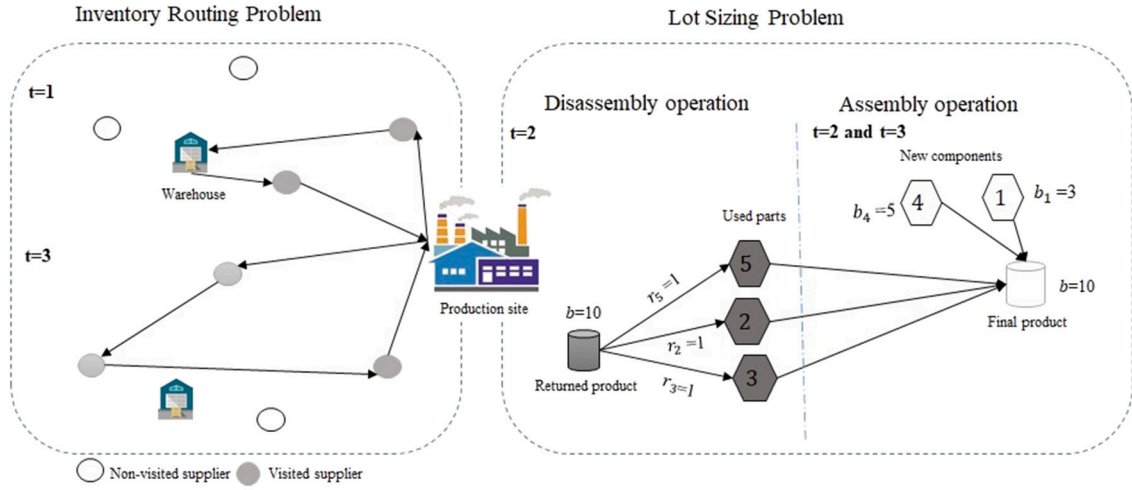 Inventory Routing Problem
Lot Sizing Problem
t=1
Warehouse
t=3
Production site
Non-visited supplier
Visited supplier
Disassembly operation
Assembly operation
t=2
t=2 and t=3
New components
4
1
b₄ =5
b₁ =3
Used parts
5
2
3
r₅ =1
r₂ =1
r₃=1
b=10
Returned product
b=10
Final product